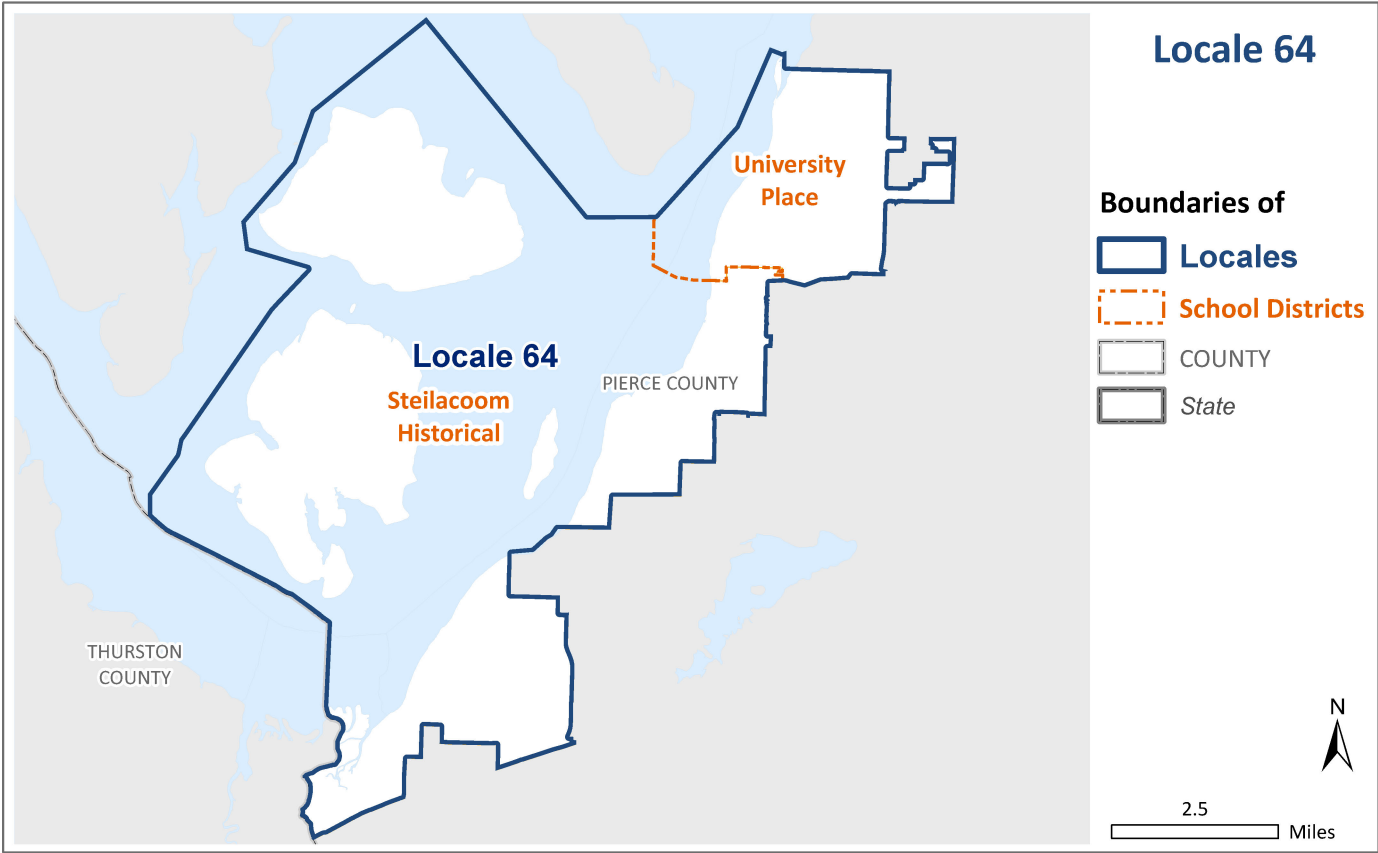 Locale 64
University
Place
Boundaries of
Locales
School Districts
COUNTY
State
Locale 64
Steilacoom
Historical
PIERCE COUNTY
THURSTON
COUNTY
N
2.5
Miles